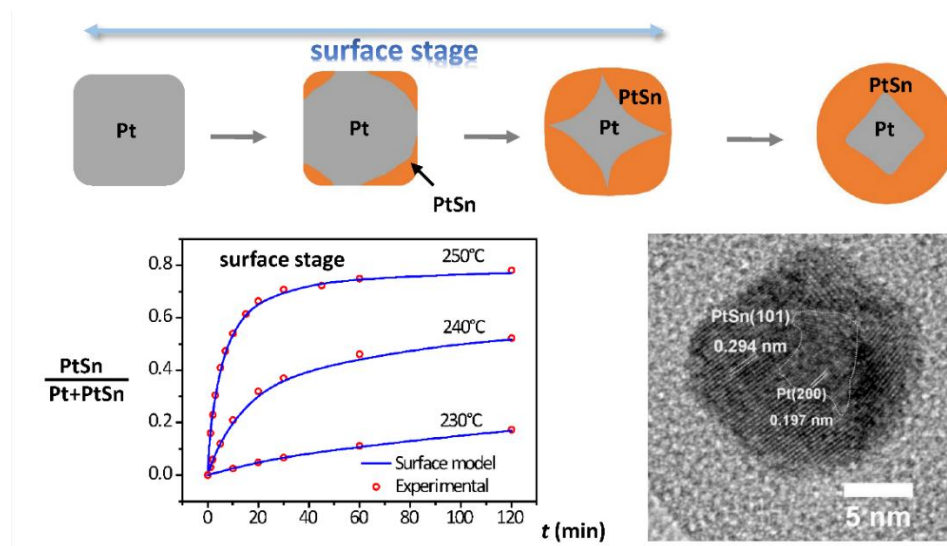 surface stage
Pt
Pt
PtSn
PtSn
Pt
PtSn
Pt
surface stage
250°C
240°C
230°C
PtSn
Pt+PtSn
0.8
0.6
0.4
0.2
0.0
Surface model
Experimental
0 20 40 60 80 100 120
t (min)
PtSn(101)
0.294 nm
Pt(200)
0.197 nm
5 nm